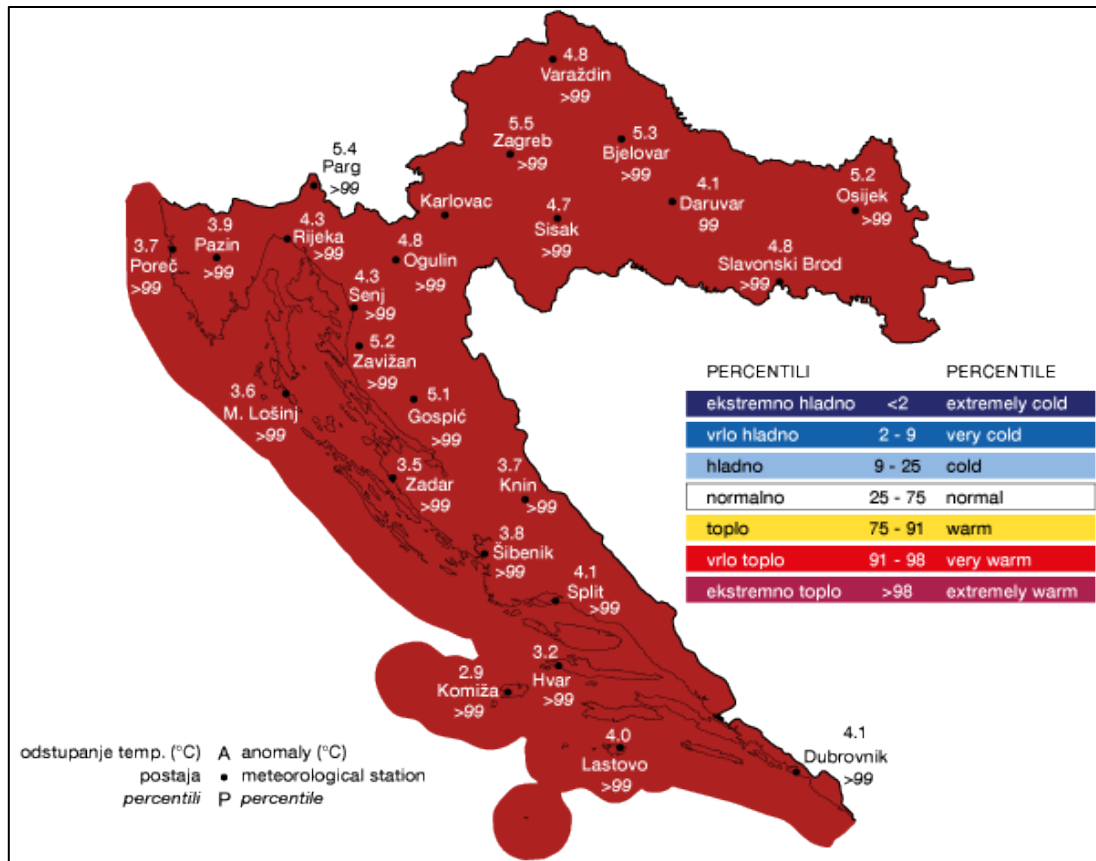 4.8
Varaždin
>99
5.5
Zagreb
>99
5.3
Bjelovar
>99
5.4
Parg
>99
4.1
Daruvar
99
5.2
Osijek
>99
Karlovac
4.7
Sisak
>99
4.8
Slavonski Brod
>99
3.7
Poreč
>99
3.9
Pazin
>99
4.3
Rijeka
>99
4.8
Ogulin
>99
4.3
Senj
>99
5.2
Zavižan
>99
5.1
Gospić
>99
3.6
M. Lošinj
>99
3.5
Zadar
>99
3.7
Knin
>99
3.8
Šibenik
>99
4.1
Split
>99
3.2
Hvar
>99
2.9
Komiža
>99
4.0
Lastovo
>99
4.1
Dubrovnik
>99
PERCENTILI PERCENTILE
ekstremno hladno <2 extremely cold
vrlo hladno 2 - 9 very cold
hladno 9 - 25 cold
normalno 25 - 75 normal
toplo 75 - 91 warm
vrlo toplo 91 - 98 very warm
ekstremno toplo >98 extremely warm
odstupanje temp. (°C) A anomaly (°C)
postaja • meteorological station
percentili P percentile